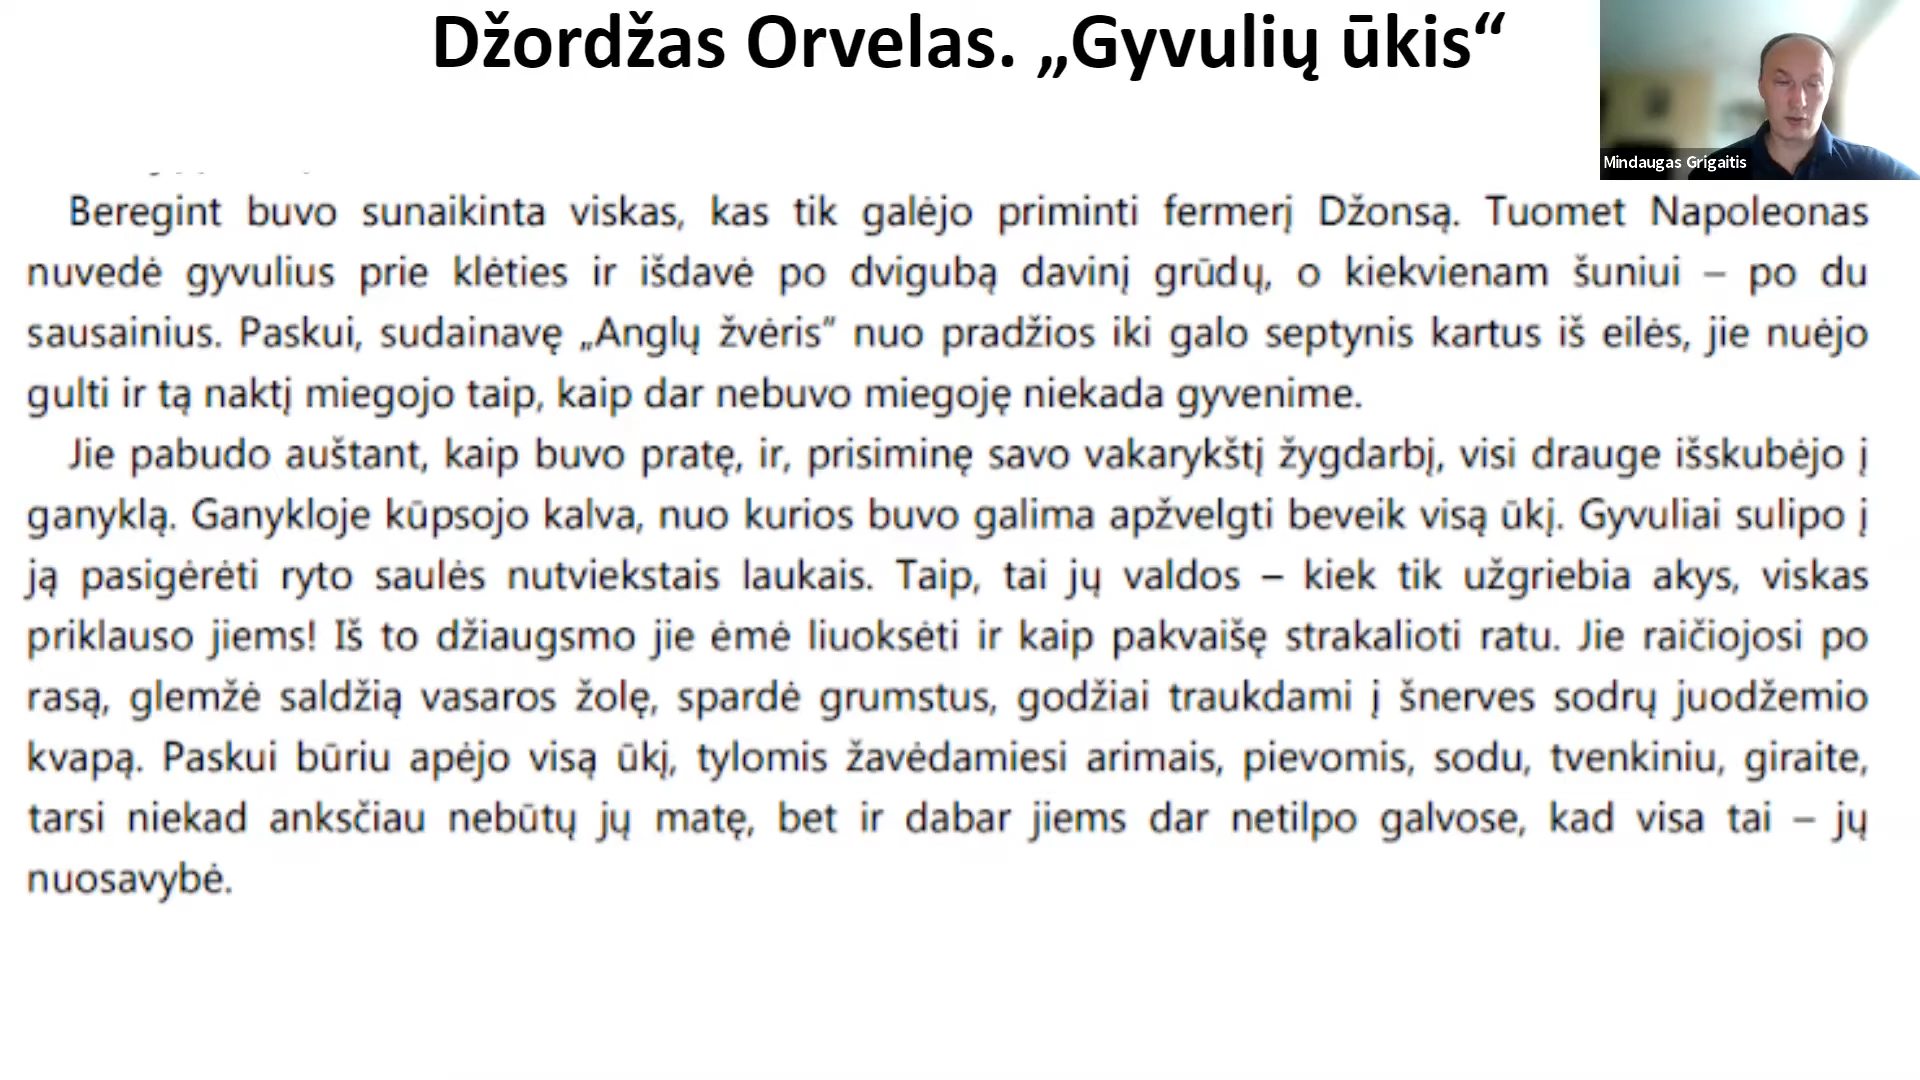 Džordžas Orvelas. „Gyvulių ūkis“
Mindaugas Grigaitis
Beregint buvo sunaikinta viskas, kas tik galėjo priminti fermerį Džonsą. Tuomet Napoleonas
nuvedė gyvulius prie klėties ir išdavė po dvigubą davinį grūdų, o kiekvienam šuniui – po du
sausainius. Paskui, sudainavę „Anglų žvėris” nuo pradžios iki galo septynis kartus iš eilės, jie nuėjo
gulti ir tą naktį miegojo taip, kaip dar nebuvo miegoję niekada gyvenime.
Jie pabudo auštant, kaip buvo pratę, ir, prisiminę savo vakarykštį žygdarbį, visi drauge išskubėjo į
ganyklą. Ganykloje kūpsojo kalva, nuo kurios buvo galima apžvelgti beveik visą ūkį. Gyvuliai sulipo į
ją pasigėrėti ryto saulės nutviekstais laukais. Taip, tai jų valdos – kiek tik užgriebia akys, viskas
priklauso jiems! Iš to džiaugsmo jie ėmė liuoksėti ir kaip pakvaišę strakalioti ratu. Jie raičiojosi po
rasą, glemžė saldžią vasaros žolę, spardė grumstus, godžiai traukdami į šnerves sodrų juodžemio
kvapą. Paskui būriu apėjo visą ūkį, tylomis žavėdamiesi arimais, pievomis, sodu, tvenkiniu, giraite,
tarsi niekad anksčiau nebūtų jų matę, bet ir dabar jiems dar netilpo galvose, kad visa tai – jų
nuosavybė.